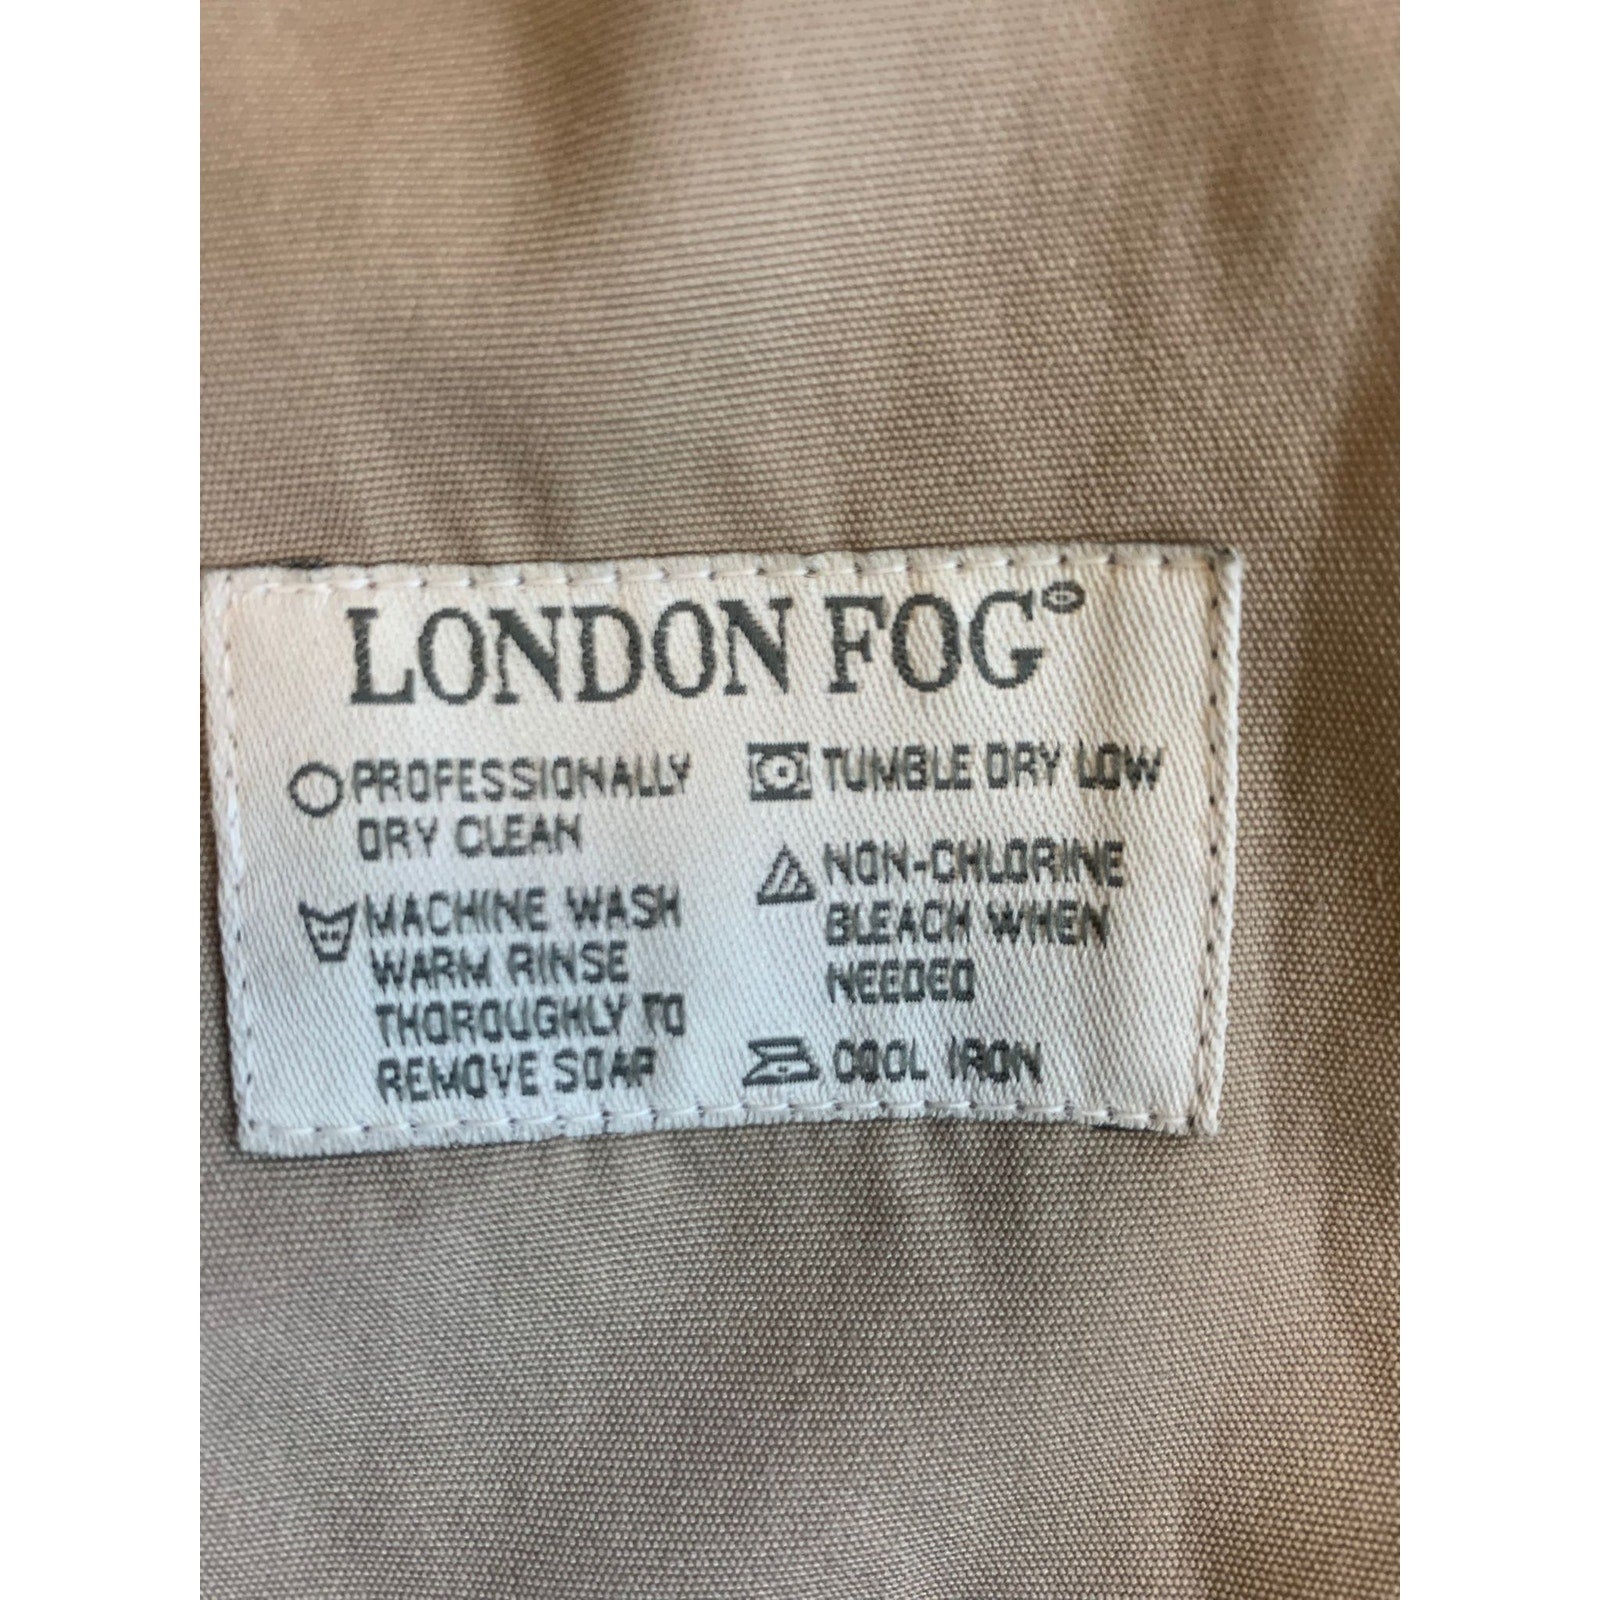 LONDON FOG®
PROFESSIONALLY
DRY CLEAN
MACHINE WASH
WARM RINSE
THOROUGHLY TO
REMOVE SOAP
TUMBLE DRY LOW
NON-CHLORINE
BLEACH WHEN
NEEDED
COOL IRON